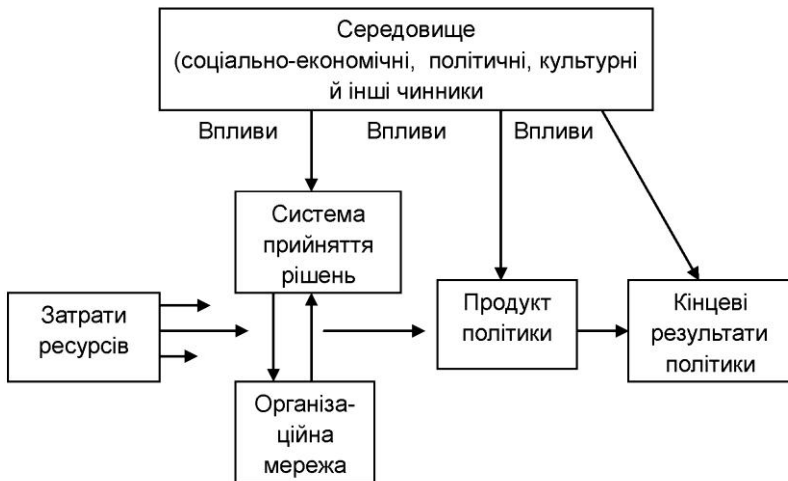 Середовище
(соціально-економічні, політичні, культурні
й інші чинники
Впливи
Впливи
Впливи
Система
прийняття
рішень
Затрати
ресурсів
Продукт
політики
Кінцеві
результати
політики
Організа-
ційна
мережа